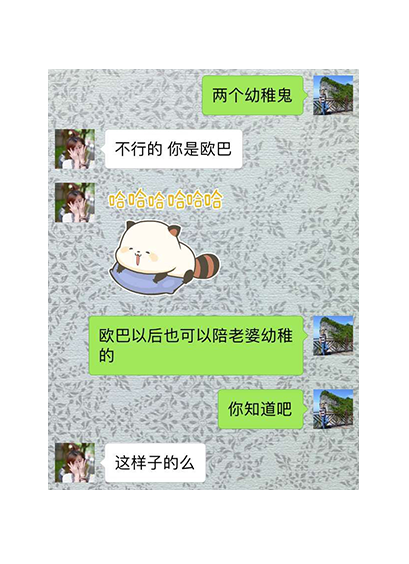 两个幼稚鬼
不行的 你是欧巴
哈哈哈哈哈哈
欧巴以后也可以陪老婆幼稚
的
你知道吧
这样子的么